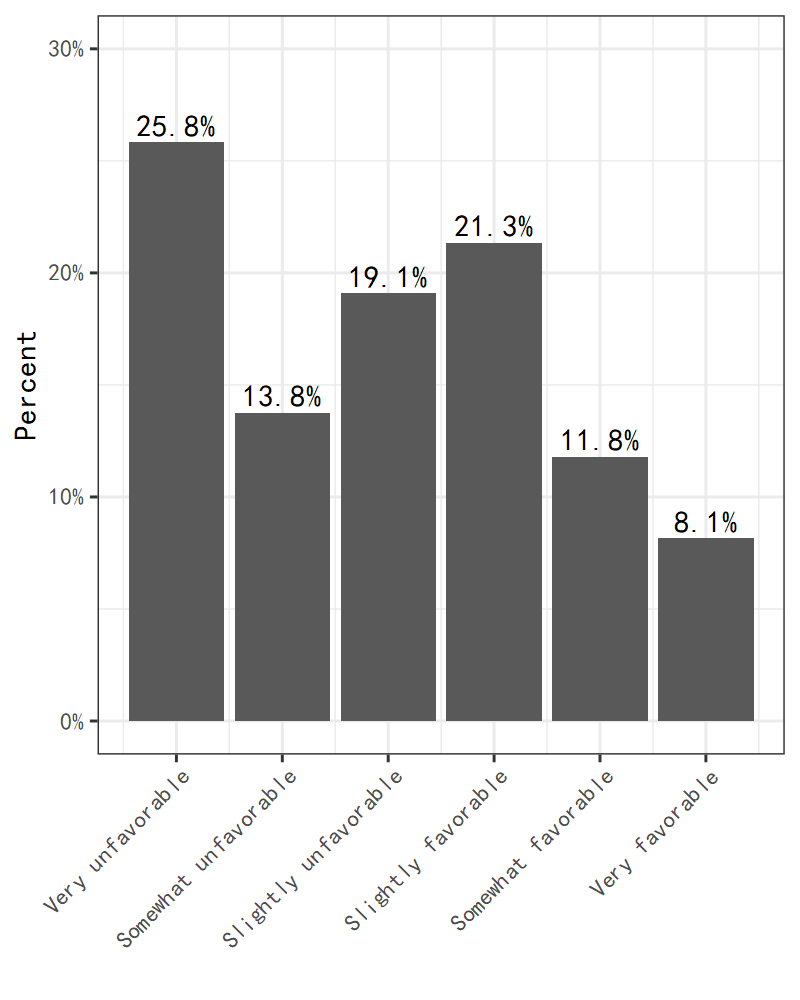 30%
25.8%
21.3%
20%
19.1%
13.8%
11.8%
10%
8.1%
0%
Percent
Very unfavorable
Somewhat unfavorable
Slightly unfavorable
Slightly favorable
Somewhat favorable
Very favorable